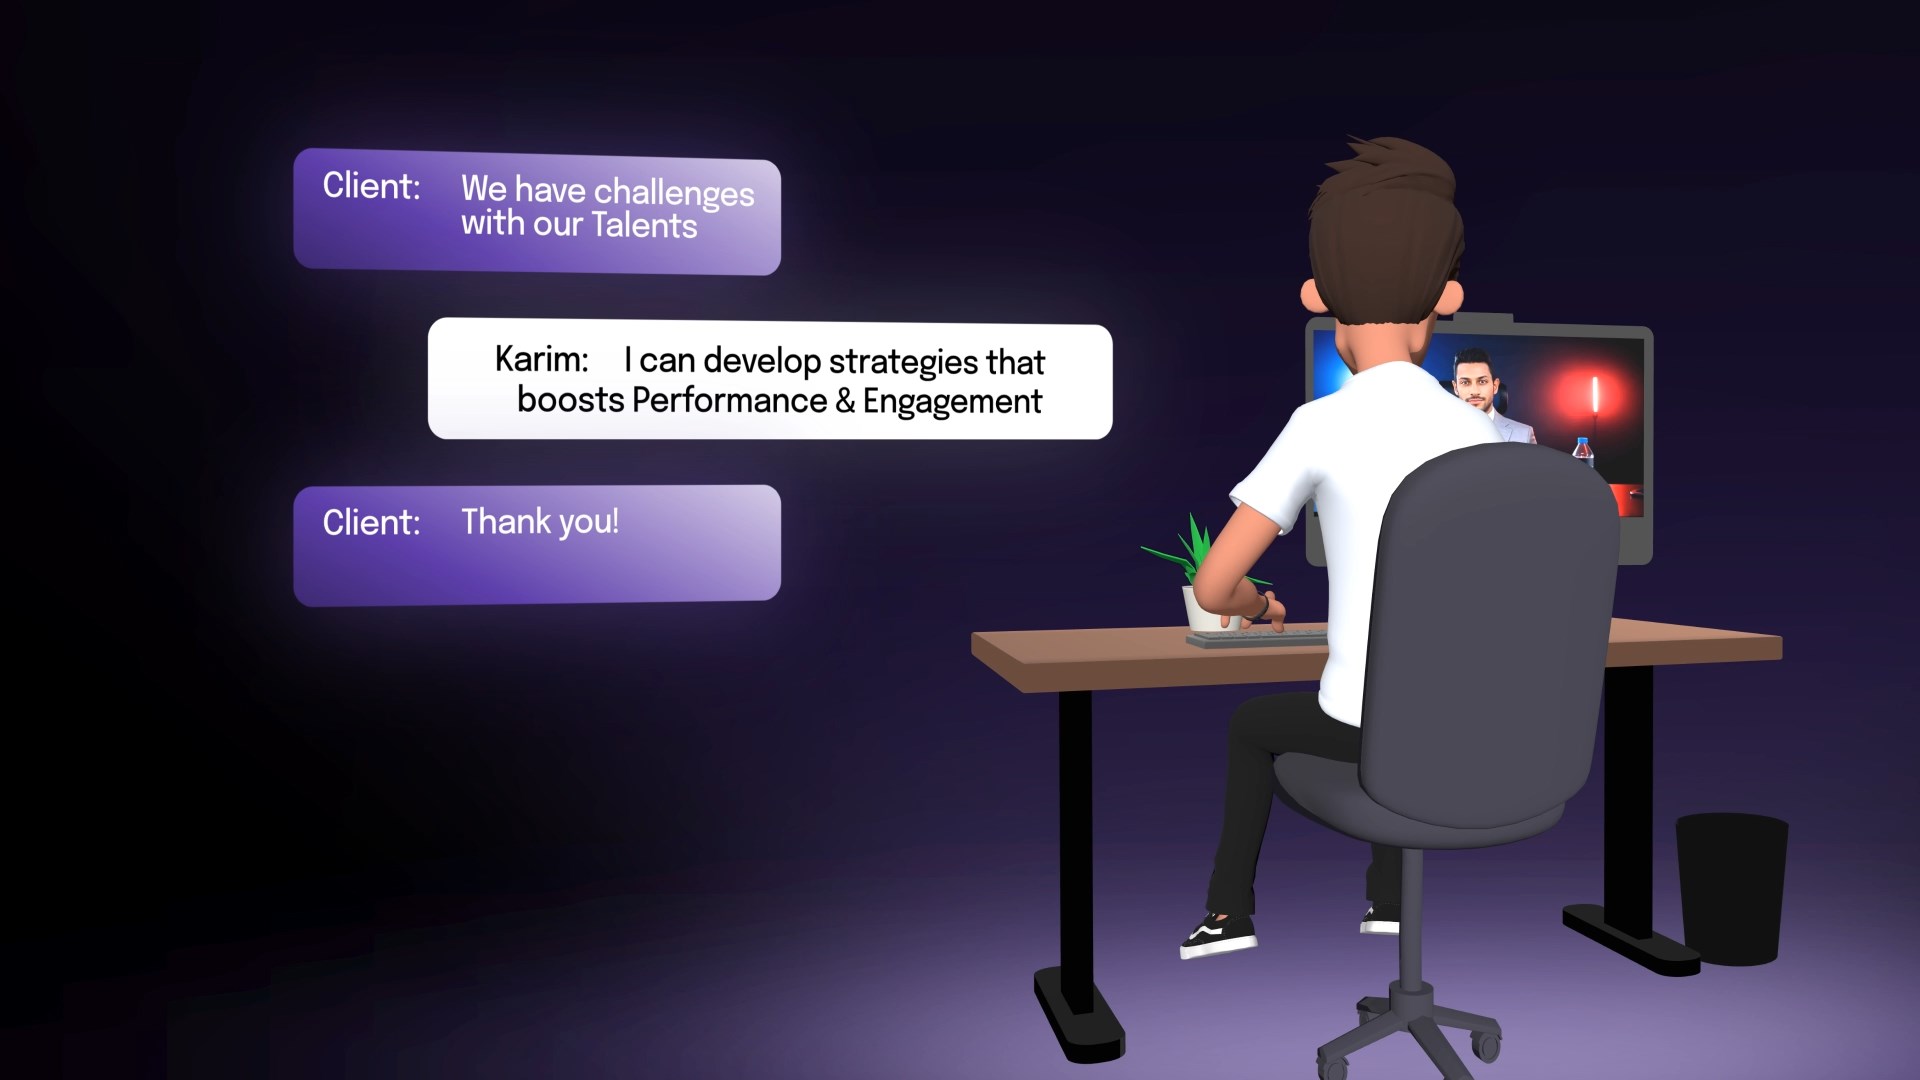 Client: We have challenges
with our Talents
Karim: I can develop strategies that
boosts Performance & Engagement
Client: Thank you!